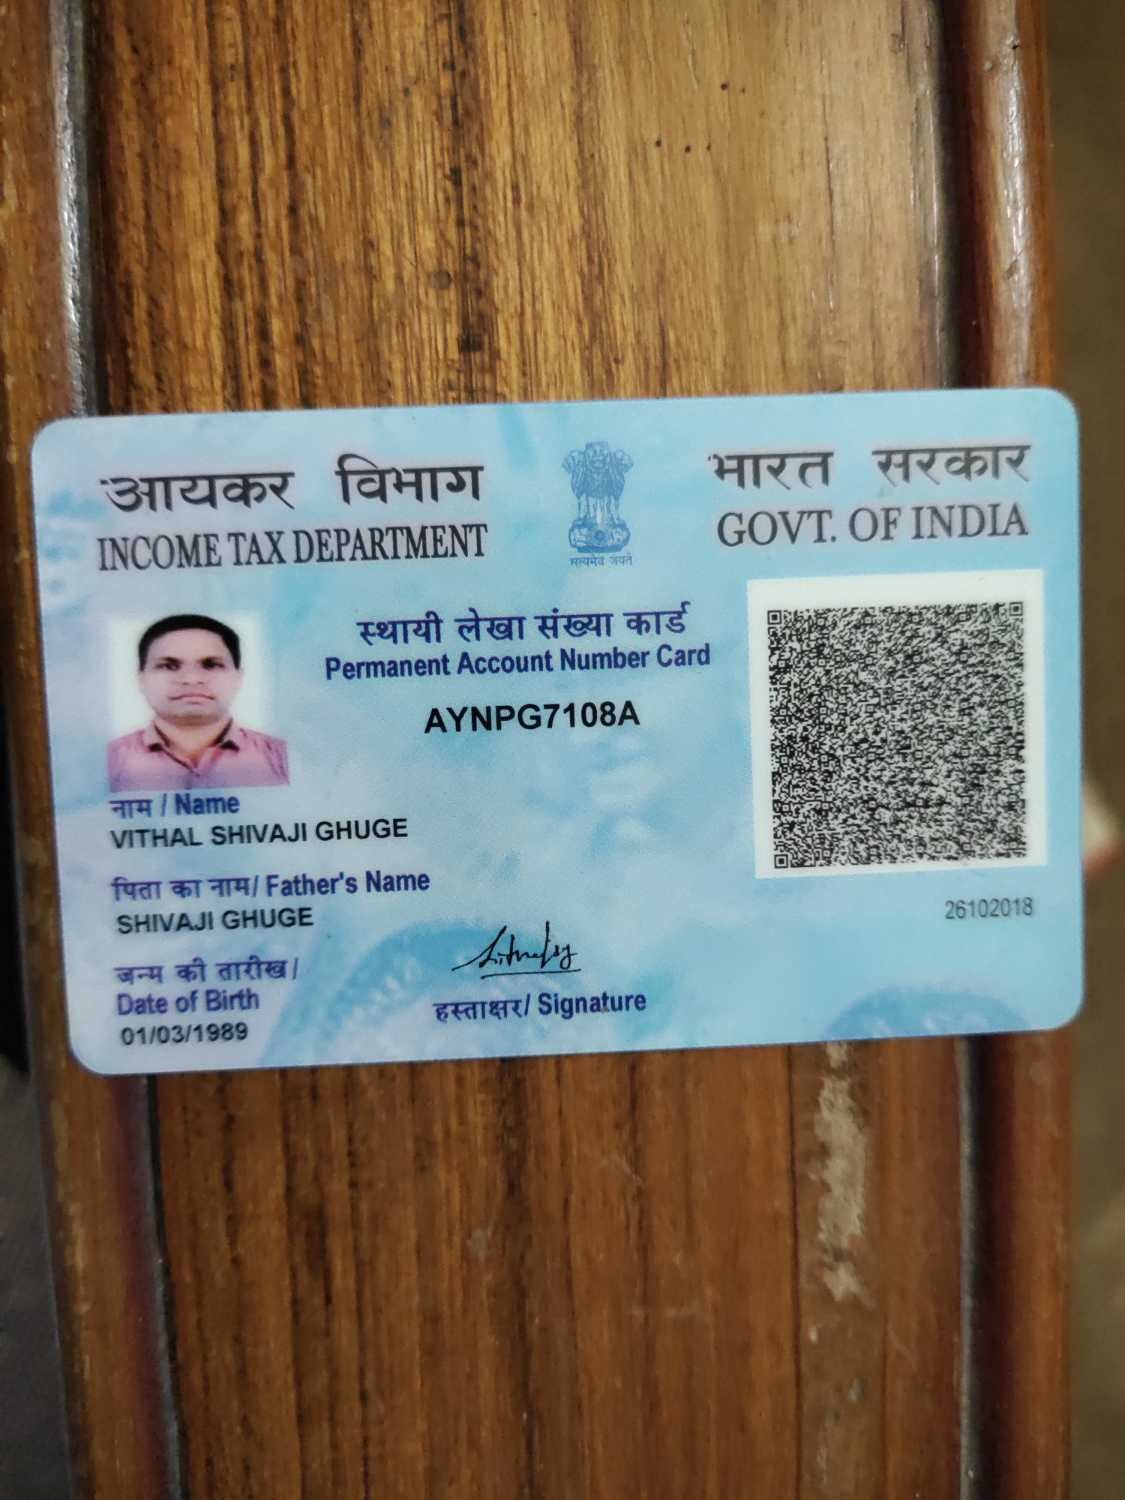 आयकर विभाग
INCOME TAX DEPARTMENT
सत्यमेव जयते
भारत सरकार
GOVT. OF INDIA
स्थायी लेखा संख्या कार्ड
Permanent Account Number Card
AYNPG7108A
नाम / Name
VITHAL SHIVAJI GHUGE
पिता का नाम/ Father's Name
SHIVAJI GHUGE
26102018
जन्म की तारीख/
Date of Birth
01/03/1989
हस्ताक्षर/ Signature